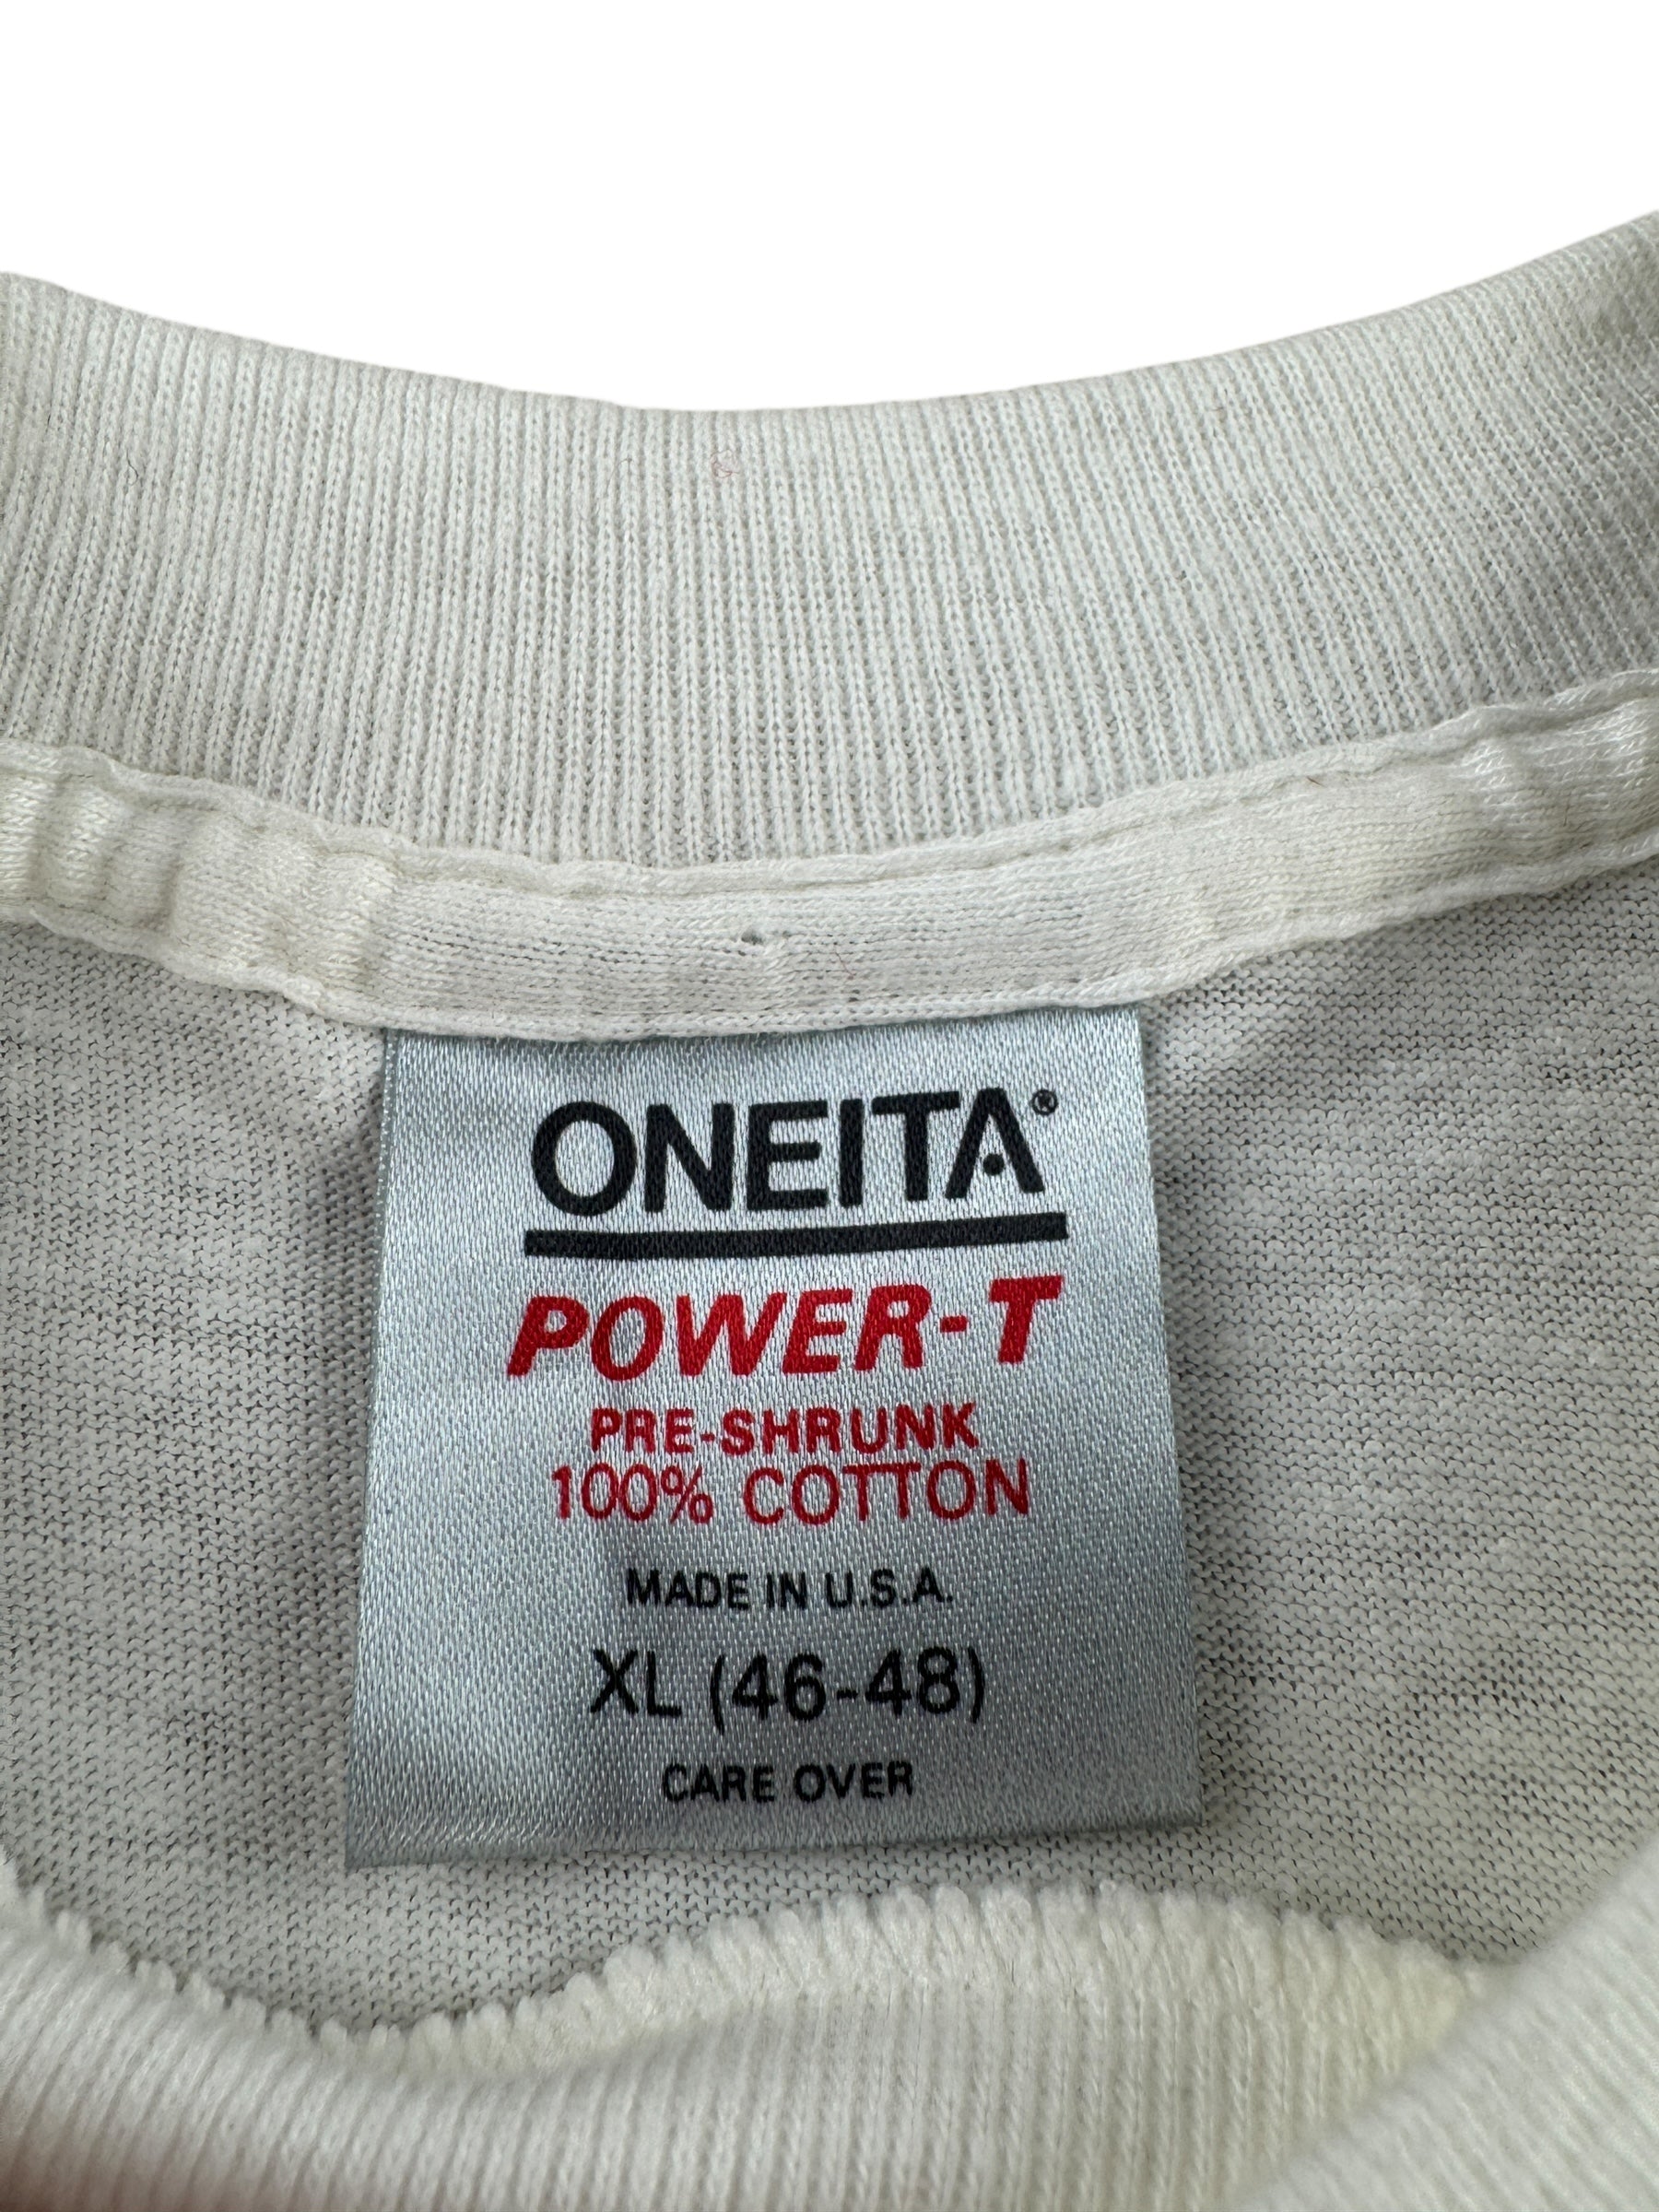 ONEITA®
POWER-T
PRE-SHRUNK
100% COTTON
MADE IN U.S.A.
XL (46-48)
CARE OVER